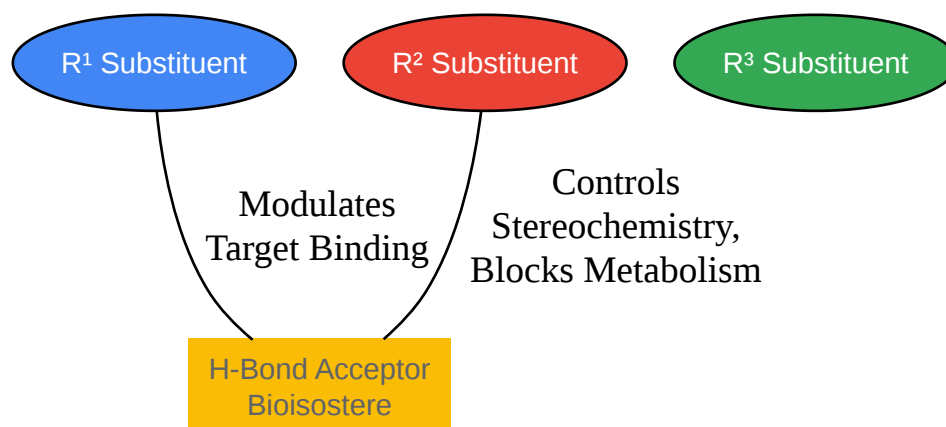 R¹ Substituent
R² Substituent
R³ Substituent
Modulates
Target Binding
Controls
Stereochemistry,
Blocks Metabolism
H-Bond Acceptor
Bioisostere